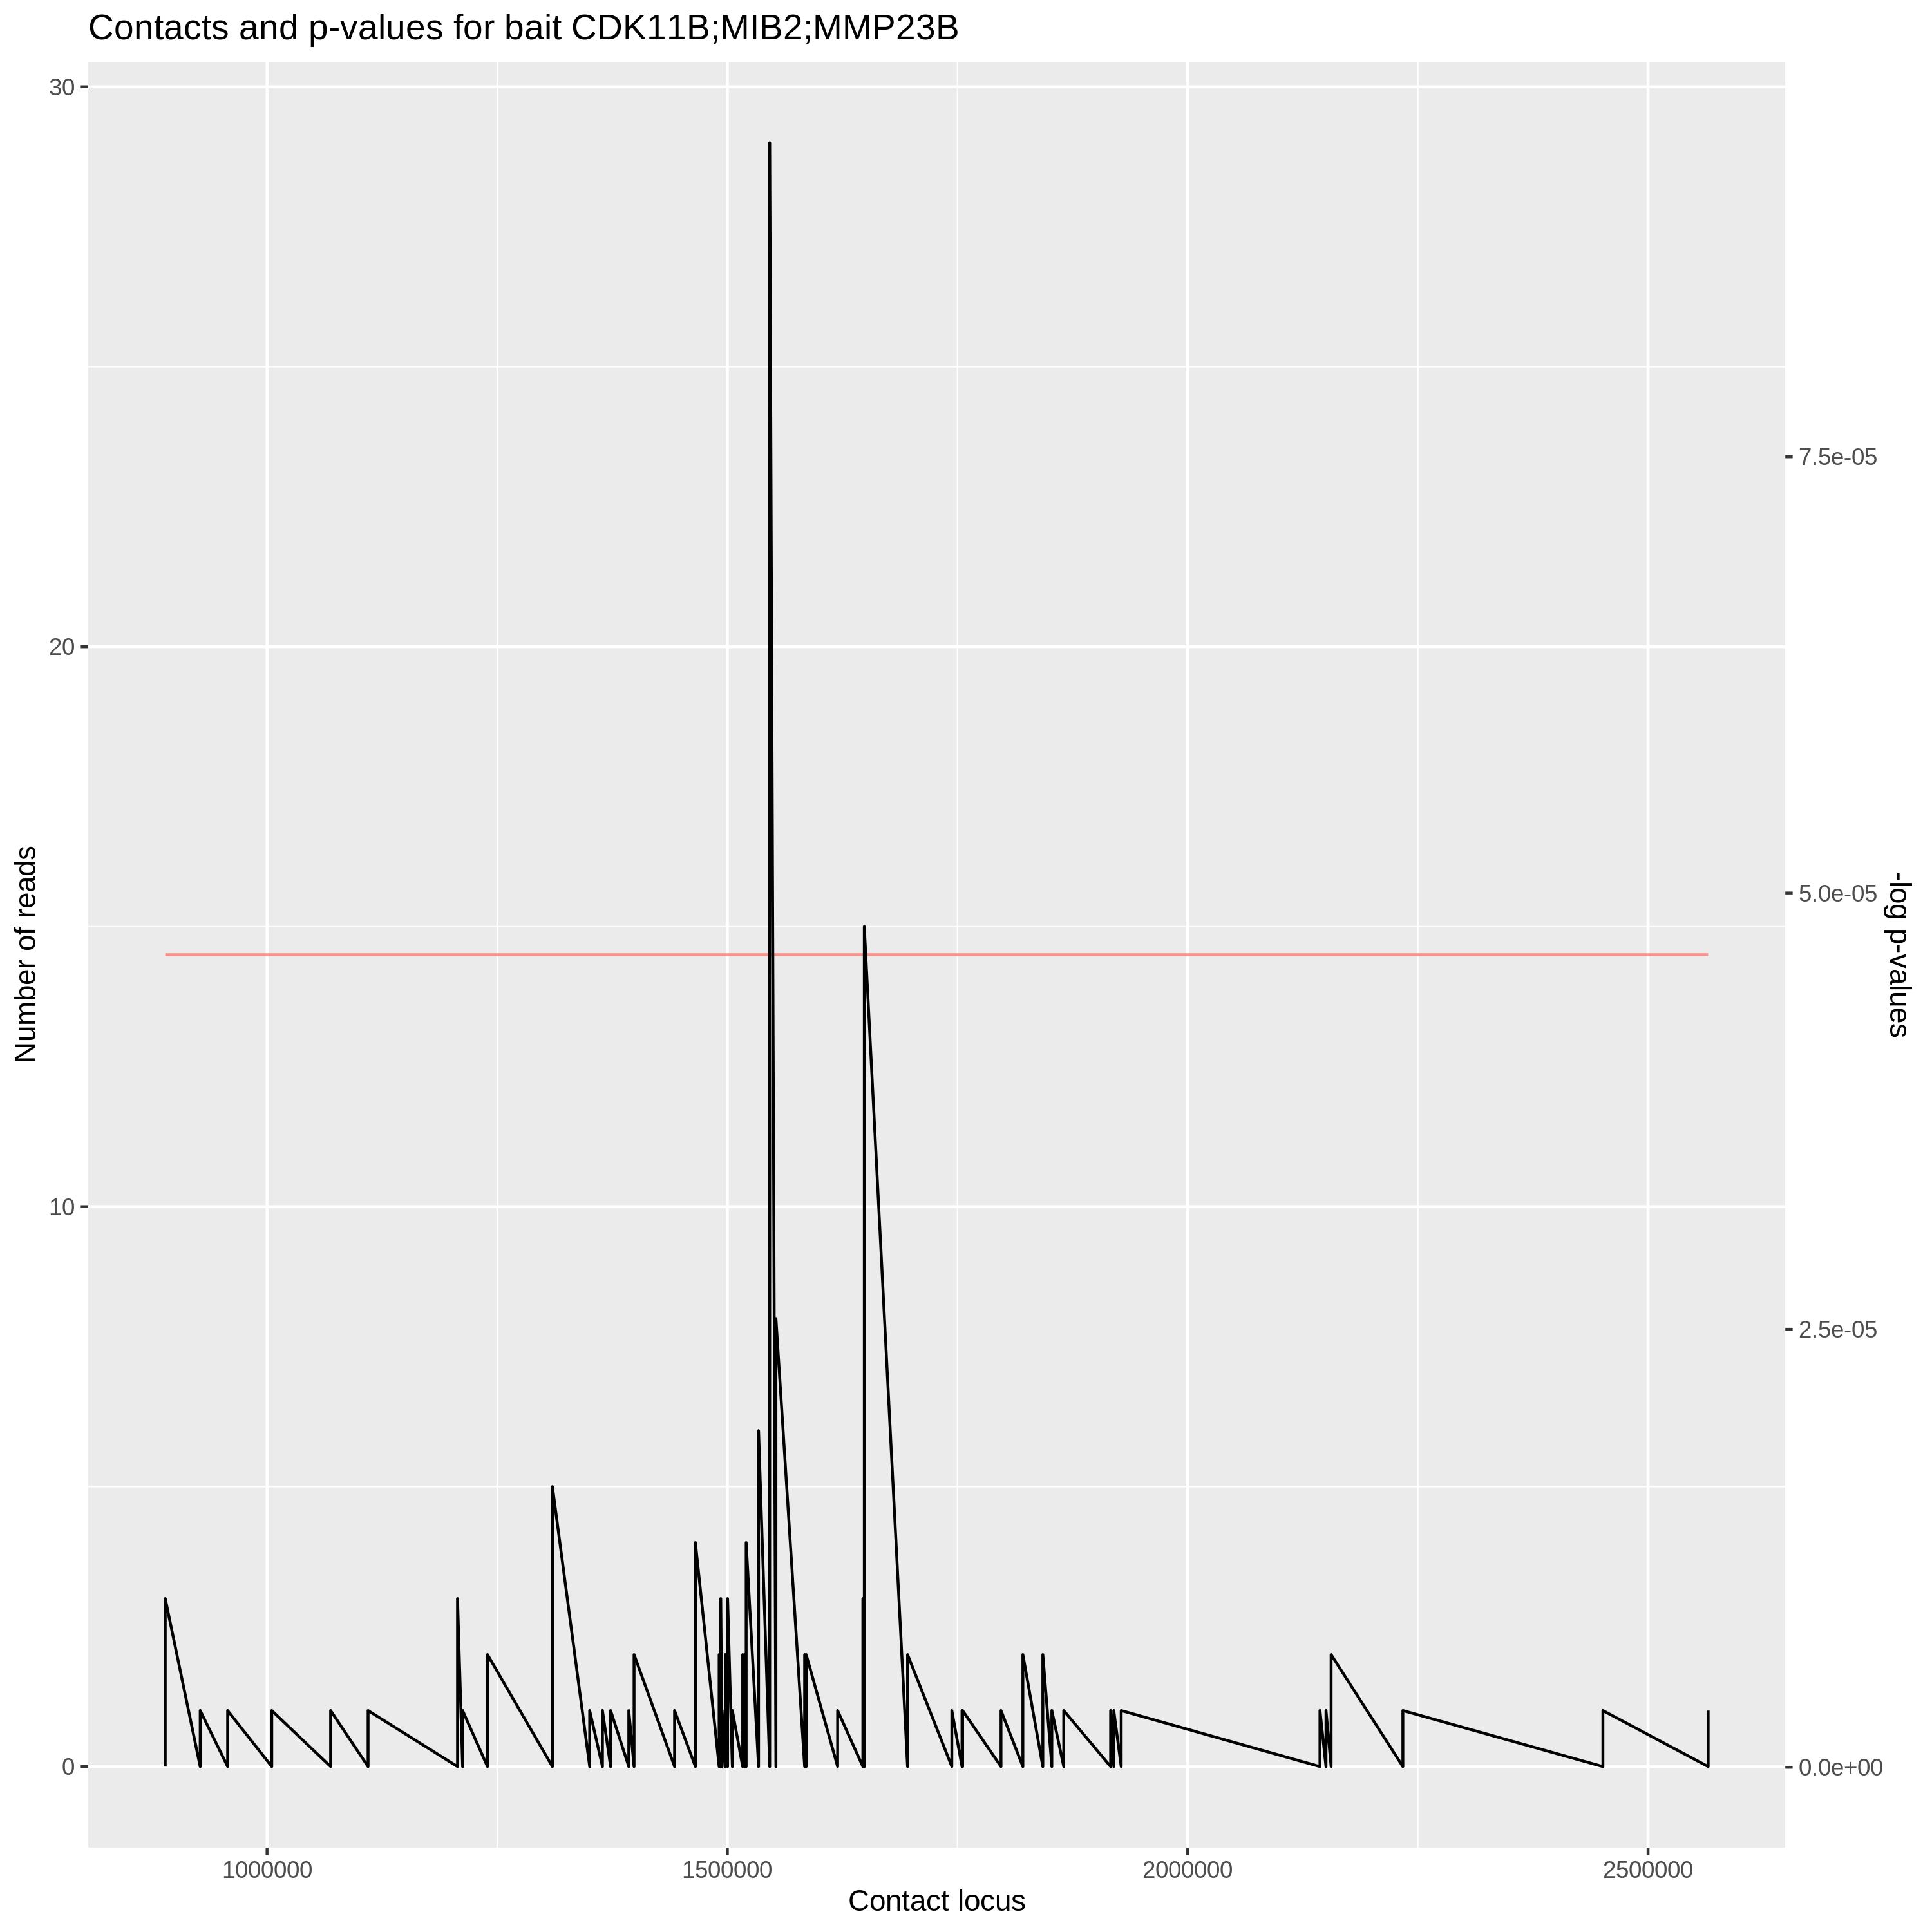 Contacts and p-values for bait CDK11B;MIB2;MMP23B
30
20
10
0
Number of reads
7.5e-05
5.0e-05
2.5e-05
0.0e+00
-log p-values
1000000
1500000
2000000
2500000
Contact locus